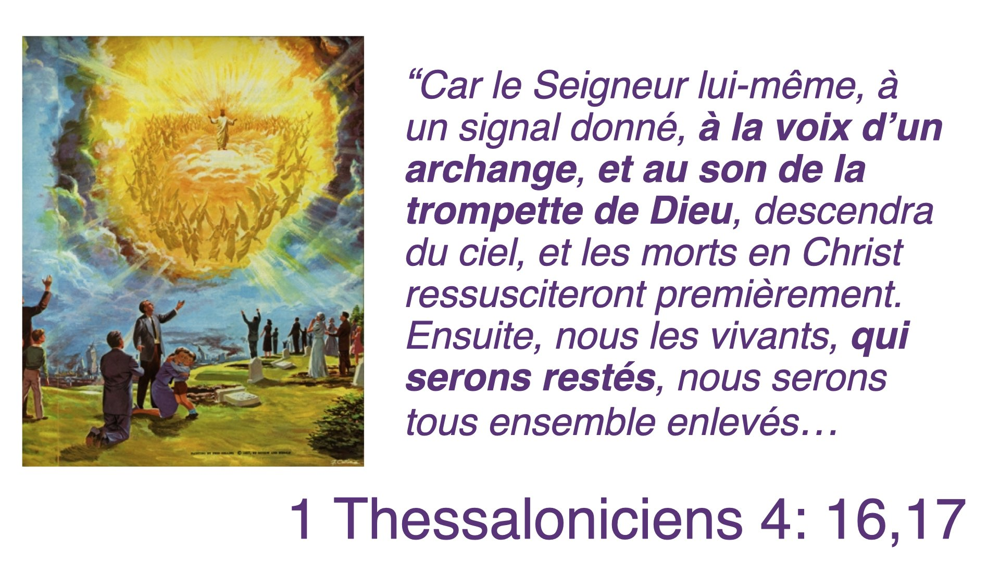 “Car le Seigneur lui-même, à
un signal donné, à la voix d’un
archange, et au son de la
trompette de Dieu, descendra
du ciel, et les morts en Christ
ressusciteront premièrement.
Ensuite, nous les vivants, qui
serons restés, nous serons
tous ensemble enlevés…
1 Thessaloniciens 4: 16,17